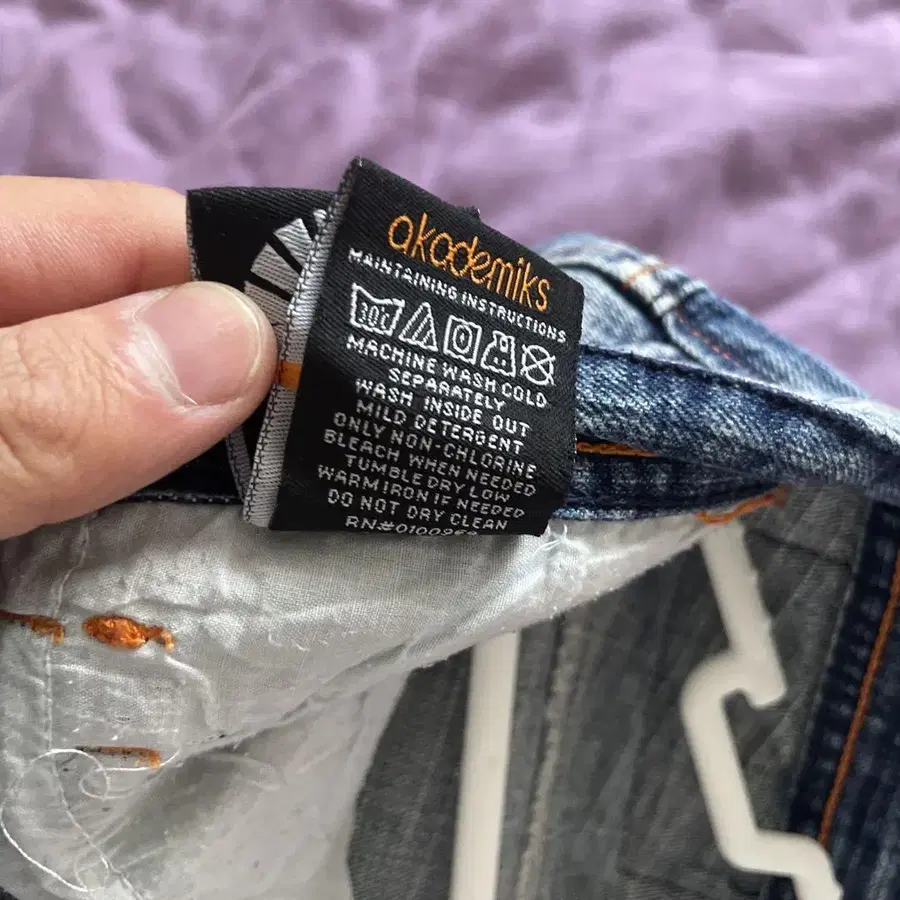 akademiks
MAINTAINING INSTRUCTIONS
30C
MACHINE WASH COLD
SEPARATELY
WASH INSIDE OUT
MILD DETERGENT
ONLY NON-CHLORINE
BLEACH WHEN NEEDED
TUMBLE DRY LOW
WARM IRON IF NEEDED
DO NOT DRY CLEAN